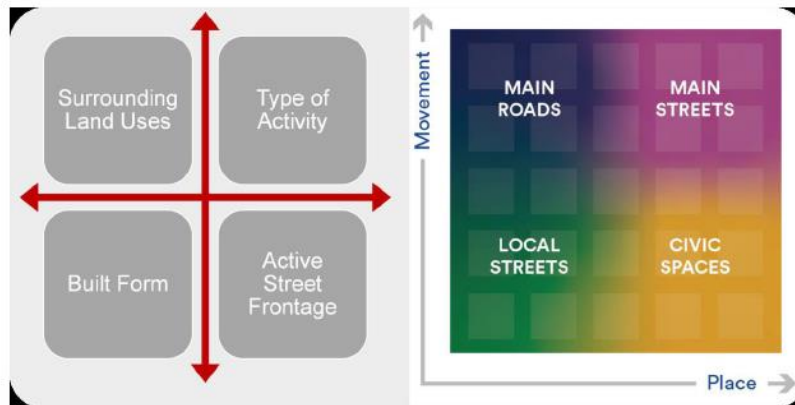 Surrounding
Land Uses
Type of
Activity
Built Form
Active
Street
Frontage
Movement
MAIN
ROADS
MAIN
STREETS
LOCAL
STREETS
CIVIC
SPACES
Place